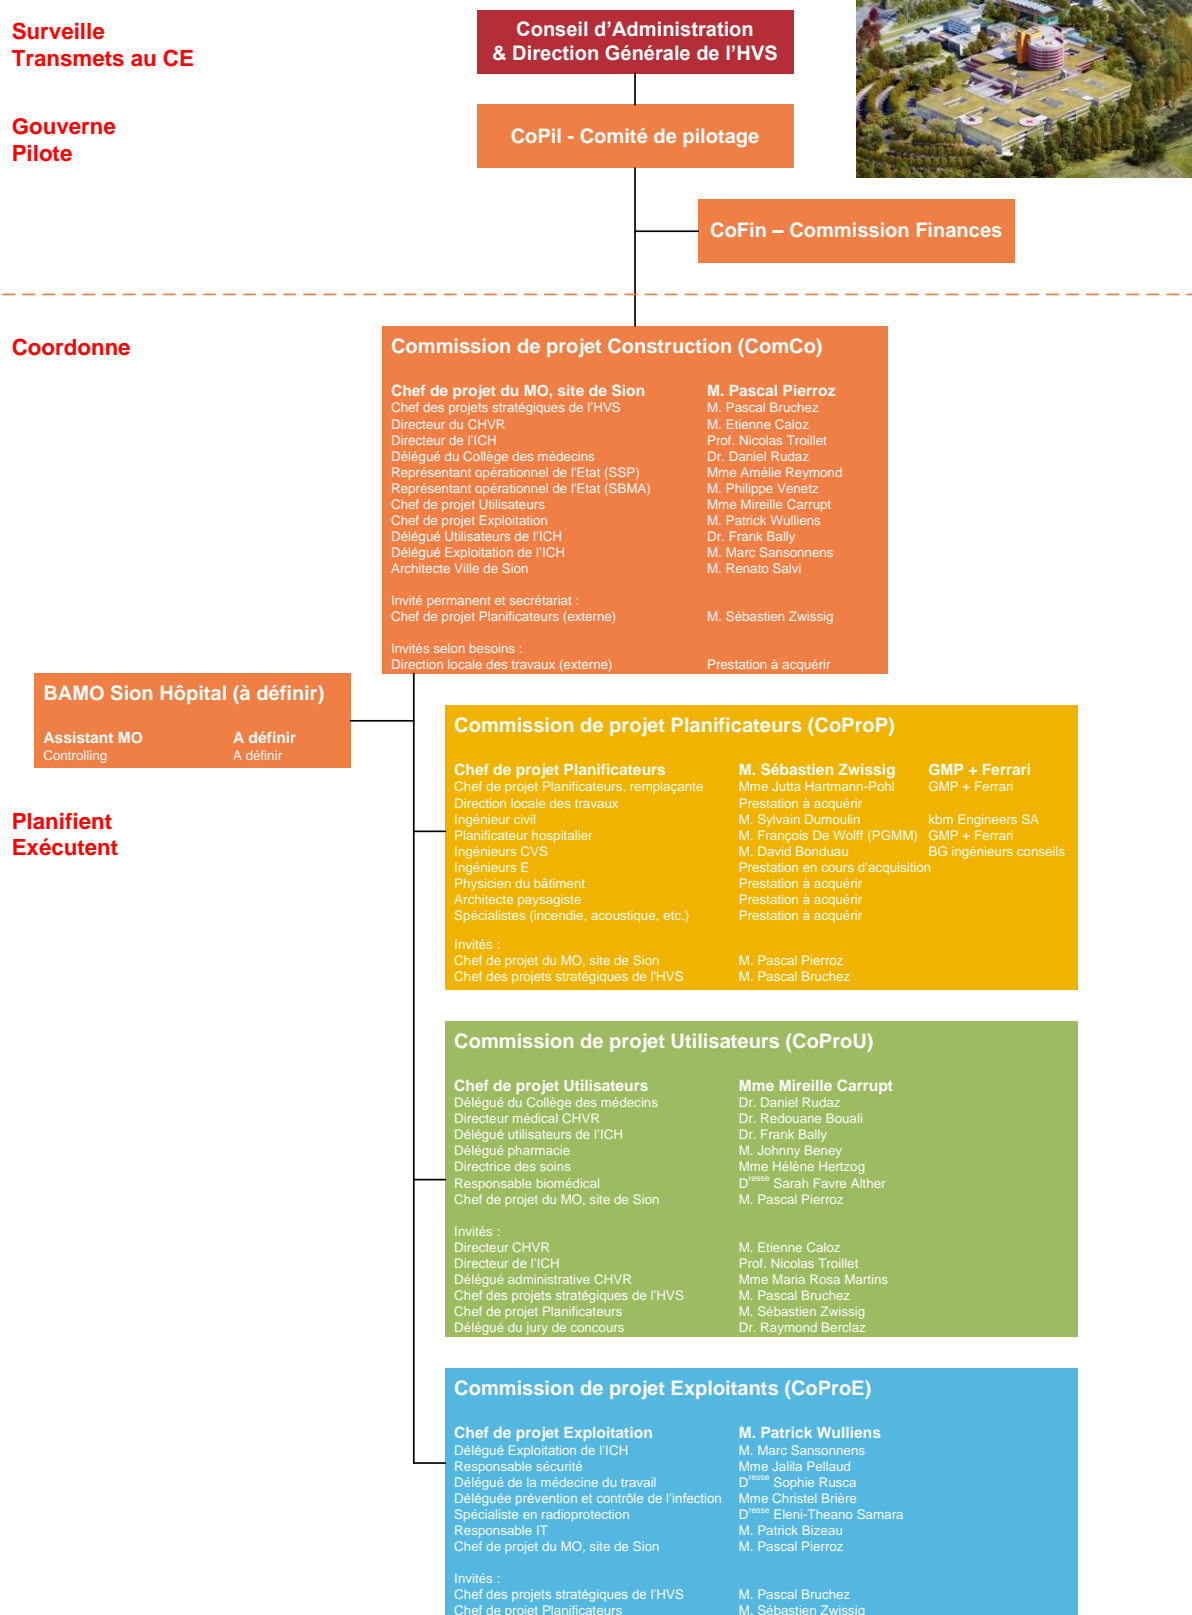 Surveille
Transmets au CE
Conseil d'Administration
& Direction Générale de l'HVS
Gouverne
Pilote
CoPil - Comité de pilotage
CoFin – Commission Finances
Coordonne
Commission de projet Construction (ComCo)
Chef de projet du MO, site de Sion M. Pascal Pierroz
Chef des projets stratégiques de l'HVS M. Pascal Bruchez
Directeur du CHVR M. Etienne Caloz
Directeur de l'ICH Prof. Nicolas Troillet
Délégué du Collège des médecins Dr. Daniel Rudaz
Représentant opérationnel de l'Etat (SSP) Mme Amélie Reymond
Représentant opérationnel de l'Etat (SBMA) M. Philippe Venetz
Chef de projet Utilisateurs Mme Mireille Carrupt
Chef de projet Exploitation M. Patrick Wulliens
Délégué Utilisateurs de l'ICH Dr. Frank Bally
Délégué Exploitation de l'ICH M. Marc Sansonnens
Architecte Ville de Sion M. Renato Salvi
Invité permanent et secrétariat :
Chef de projet Planificateurs (externe) M. Sébastien Zwissig
Invités selon besoins :
Direction locale des travaux (externe) Prestation à acquérir
BAMO Sion Hôpital (à définir)
Assistant MO A définir
Controlling A définir
Planifient
Exécutent
Commission de projet Planificateurs (CoProP)
Chef de projet Planificateurs M. Sébastien Zwissig GMP + Ferrari
Chef de projet Planificateurs, remplaçante Mme Jutta Hartmann-Pohl GMP + Ferrari
Direction locale des travaux Prestation à acquérir
Ingénieur civil M. Sylvain Dumoulin kbm Engineers SA
Planificateur hospitalier M. François De Wolff (PGMM) GMP + Ferrari
Ingénieurs CVS M. David Bonduau BG ingénieurs conseils
Ingénieurs E Prestation en cours d'acquisition
Physicien du bâtiment Prestation à acquérir
Architecte paysagiste Prestation à acquérir
Spécialistes (incendie, acoustique, etc.) Prestation à acquérir
Invités :
Chef de projet du MO, site de Sion M. Pascal Pierroz
Chef des projets stratégiques de l'HVS M. Pascal Bruchez
Commission de projet Utilisateurs (CoProU)
Chef de projet Utilisateurs Mme Mireille Carrupt
Délégué du Collège des médecins Dr. Daniel Rudaz
Directeur médical CHVR Dr. Redouane Bouali
Délégué utilisateurs de l'ICH Dr. Frank Bally
Délégué pharmacie M. Johnny Beney
Directrice des soins Mme Hélène Hertzog
Responsable biomédical Dresse Sarah Favre Alther
Chef de projet du MO, site de Sion M. Pascal Pierroz
Invités :
Directeur CHVR M. Etienne Caloz
Directeur de l'ICH Prof. Nicolas Troillet
Délégué administrative CHVR Mme Maria Rosa Martins
Chef des projets stratégiques de l'HVS M. Pascal Bruchez
Chef de projet Planificateurs M. Sébastien Zwissig
Délégué du jury de concours Dr. Raymond Berclaz
Commission de projet Exploitants (CoProE)
Chef de projet Exploitation M. Patrick Wulliens
Délégué Exploitation de l'ICH M. Marc Sansonnens
Responsable sécurité Mme Jalila Pellaud
Délégué de la médecine du travail Dresse Sophie Rusca
Déléguée prévention et contrôle de l'infection Mme Christel Brière
Spécialiste en radioprotection Dresse Eleni-Theano Samara
Responsable IT M. Patrick Bizeau
Chef de projet du MO, site de Sion M. Pascal Pierroz
Invités :
Chef des projets stratégiques de l'HVS M. Pascal Bruchez
Chef de projet Planificateurs M. Sébastien Zwissig